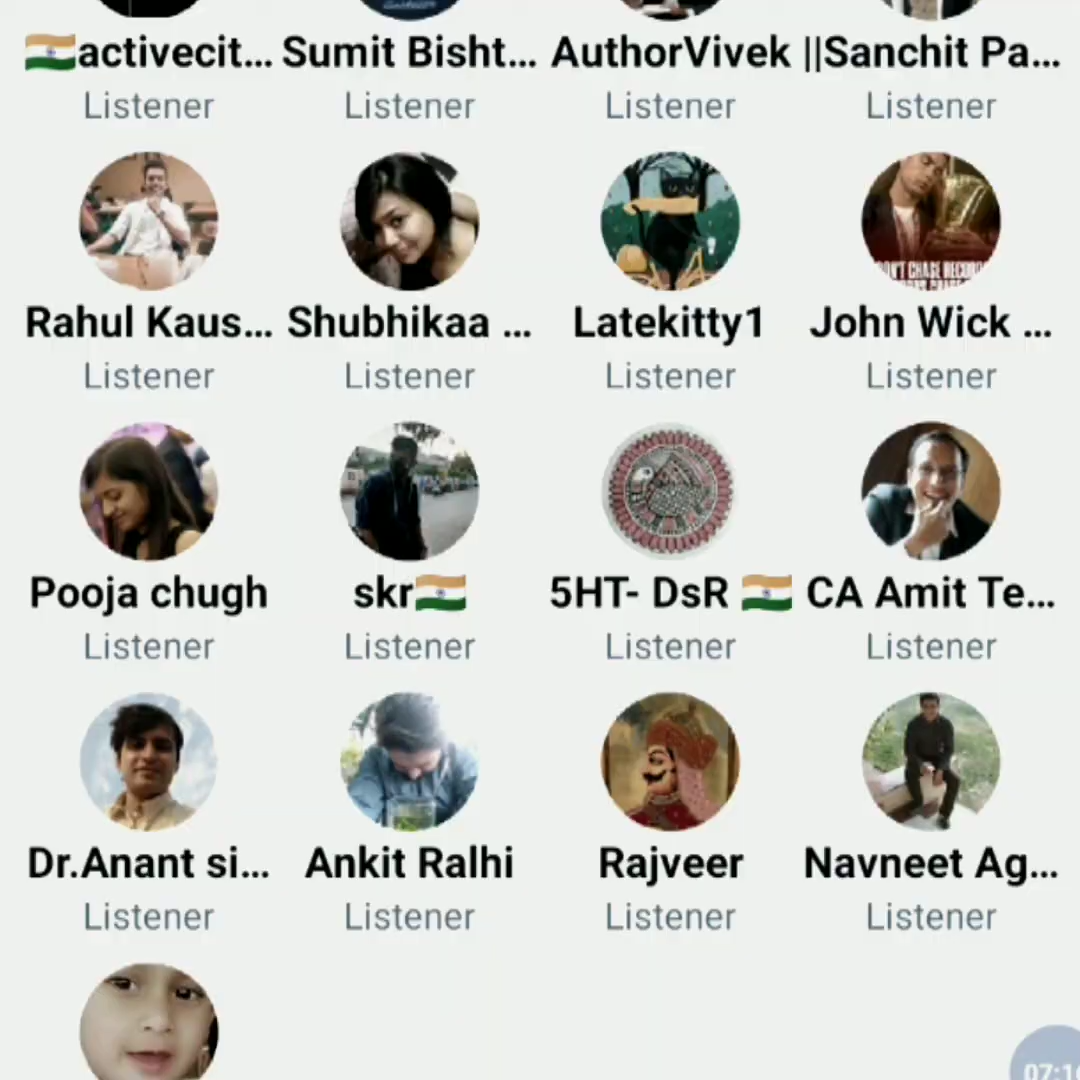 🇮🇳activecit... Sumit Bisht... AuthorVivek ||Sanchit Pa...
Listener Listener Listener Listener
Rahul Kaus... Shubhikaa ... Latekitty1 John Wick ...
Listener Listener Listener Listener
Pooja chugh skr🇮🇳 5HT- DsR 🇮🇳 CA Amit Te...
Listener Listener Listener Listener
Dr.Anant si... Ankit Ralhi Rajveer Navneet Ag...
Listener Listener Listener Listener